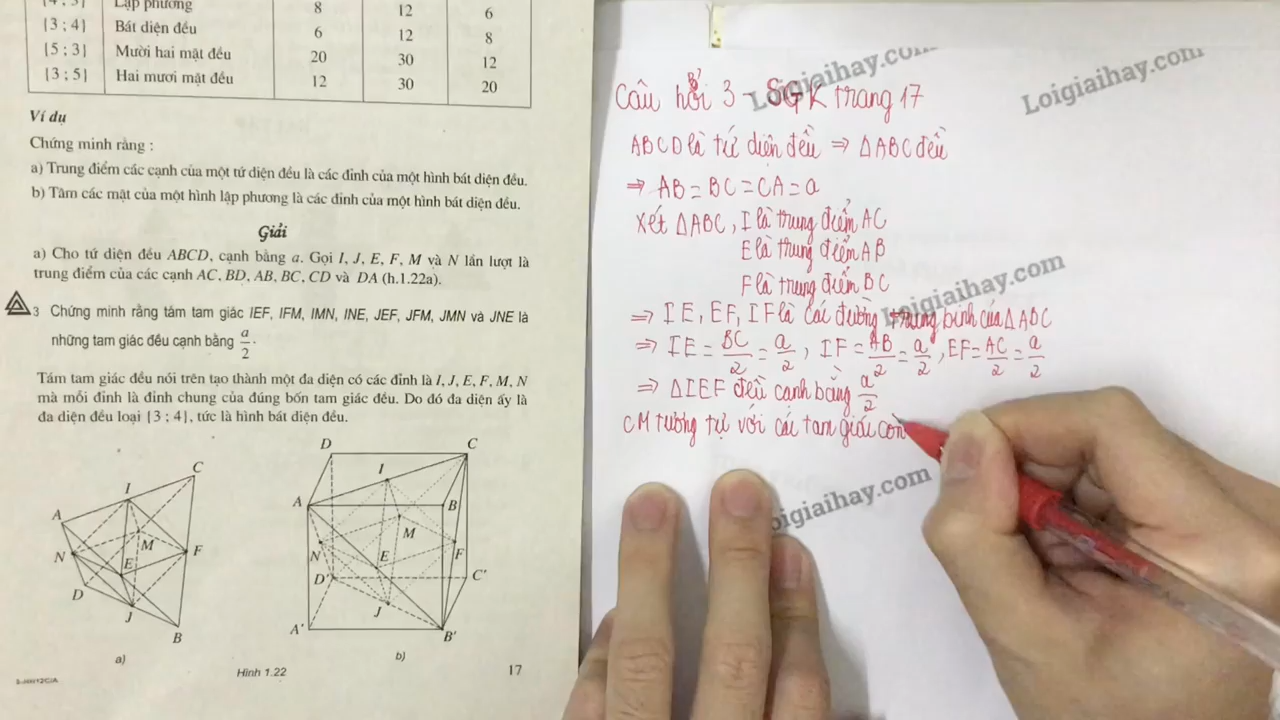 {4 ; 3} Lập phương 8 12 6
{3 ; 4} Bát diện đều 6 12 8
{5 ; 3} Mười hai mặt đều 20 30 12
{3 ; 5} Hai mươi mặt đều 12 30 20
Ví dụ
Chứng minh rằng :
a) Trung điểm các cạnh của một tứ diện đều là các đỉnh của một hình bát diện đều.
b) Tâm các mặt của một hình lập phương là các đỉnh của một hình bát diện đều.
Giải
a) Cho tứ diện đều ABCD, cạnh bằng a. Gọi I, J, E, F, M và N lần lượt là
trung điểm của các cạnh AC, BD, AB, BC, CD và DA (h.1.22a).
3 Chứng minh rằng tám tam giác IEF, IFM, IMN, INE, JEF, JFM, JMN và JNE là
những tam giác đều cạnh bằng a/2.
Tám tam giác đều nói trên tạo thành một đa diện có các đỉnh là I, J, E, F, M, N
mà mỗi đỉnh là đỉnh chung của đúng bốn tam giác đều. Do đó đa diện ấy là
đa diện đều loại {3 ; 4}, tức là hình bát diện đều.
C
I
A
M
N
F
E
D
J
B
a)
D
C
I
A
B
M
N
E
F
D'
C'
J
A'
B'
b)
Hình 1.22
17
Câu hỏi 3 - SGK trang 17
ABCD là tứ diện đều ⇒ ΔABC đều
⇒ AB = BC = CA = a
Xét ΔABC, I là trung điểm AC
E là trung điểm AB
F là trung điểm BC
⇒ IE, EF, IF là các đường trung bình của ΔABC
⇒ IE = BC/2 = a/2, IF = AB/2 = a/2, EF = AC/2 = a/2
⇒ ΔIEF đều cạnh bằng a/2
CM tương tự với các tam giác còn
Loigiaihay.com
Loigiaihay.com
Loigiaihay.com
Loigiaihay.com